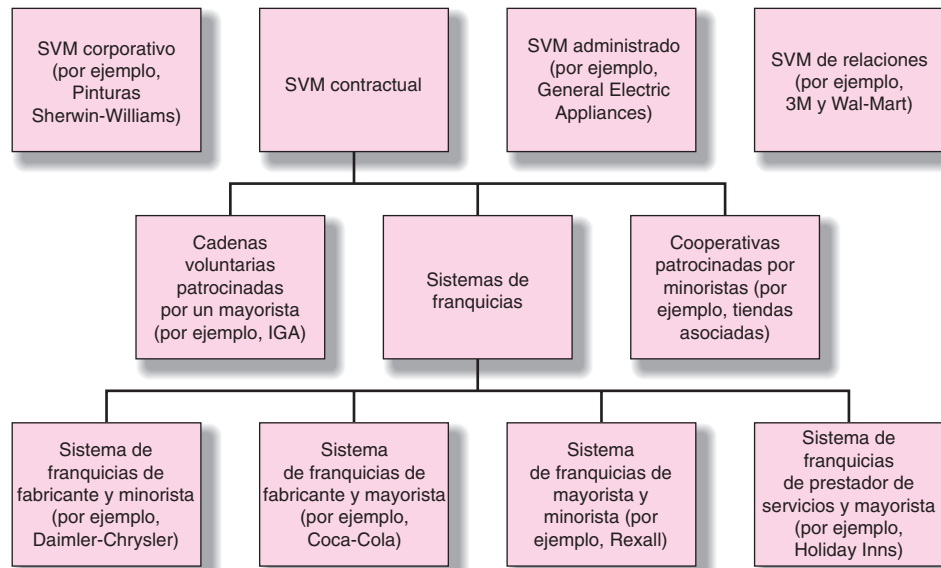 SVM corporativo
(por ejemplo,
Pinturas
Sherwin-Williams)
SVM contractual
SVM administrado
(por ejemplo,
General Electric
Appliances)
SVM de relaciones
(por ejemplo,
3M y Wal-Mart)
Cadenas
voluntarias
patrocinadas
por un mayorista
(por ejemplo, IGA)
Sistemas de
franquicias
Cooperativas
patrocinadas por
minoristas (por
ejemplo, tiendas
asociadas)
Sistema de
franquicias de
fabricante y minorista
(por ejemplo,
Daimler-Chrysler)
Sistema
de franquicias de
fabricante y mayorista
(por ejemplo,
Coca-Cola)
Sistema
de franquicias de
mayorista y
minorista (por
ejemplo, Rexall)
Sistema de
franquicias
de prestador de
servicios y mayorista
(por ejemplo,
Holiday Inns)